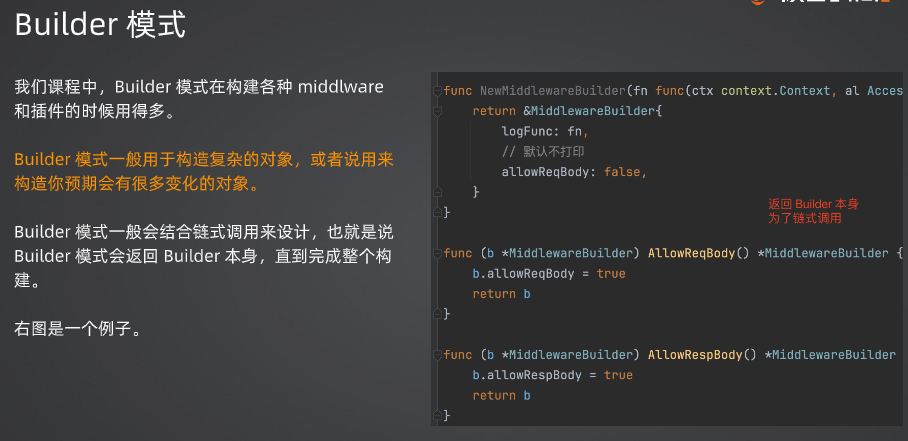 Builder 模式
我们课程中，Builder 模式在构建各种 middlware
和插件的时候用得多。
Builder 模式一般用于构造复杂的对象，或者说用来
构造你预期会有很多变化的对象。
Builder 模式一般会结合链式调用来设计，也就是说
Builder 模式会返回 Builder 本身，直到完成整个构
建。
右图是一个例子。
func NewMiddlewareBuilder(fn func(ctx context.Context, al Acces
return &MiddlewareBuilder{
logFunc: fn,
// 默认不打印
allowReqBody: false,
}
}
返回 Builder 本身
为了链式调用
func (b *MiddlewareBuilder) AllowReqBody() *MiddlewareBuilder {
b.allowReqBody = true
return b
}
func (b *MiddlewareBuilder) AllowRespBody() *MiddlewareBuilder
b.allowRespBody = true
return b
}